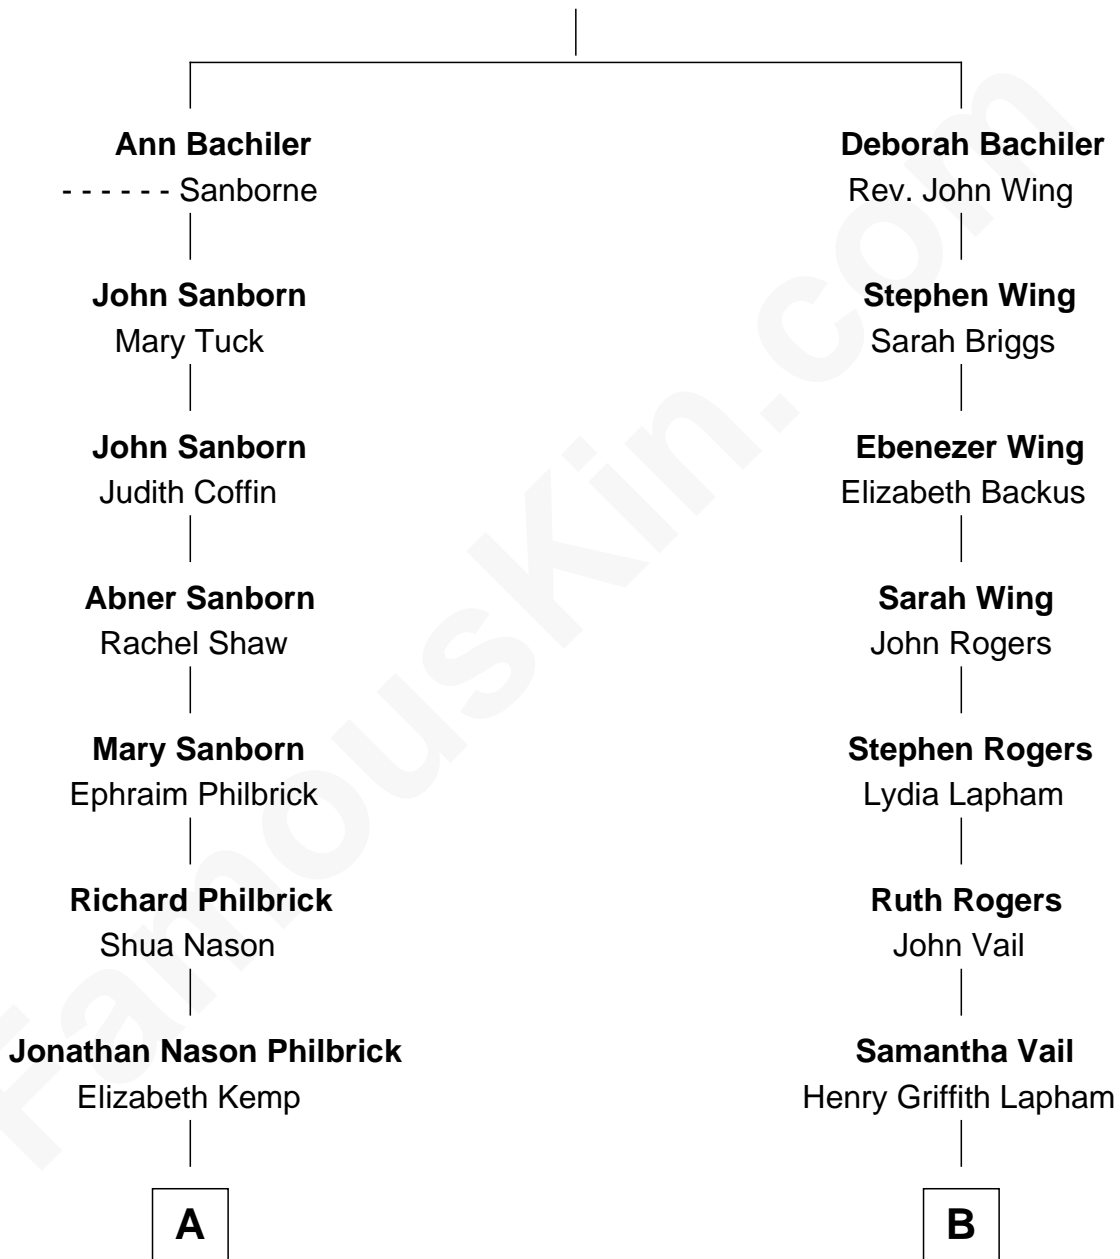 Ann Bachiler
- - - - - - Sanborne
John Sanborn
Mary Tuck
John Sanborn
Judith Coffin
Abner Sanborn
Rachel Shaw
Mary Sanborn
Ephraim Philbrick
Richard Philbrick
Shua Nason
Jonathan Nason Philbrick
Elizabeth Kemp
A
Deborah Bachiler
Rev. John Wing
Stephen Wing
Sarah Briggs
Ebenezer Wing
Elizabeth Backus
Sarah Wing
John Rogers
Stephen Rogers
Lydia Lapham
Ruth Rogers
John Vail
Samantha Vail
Henry Griffith Lapham
B
FamousKin.com